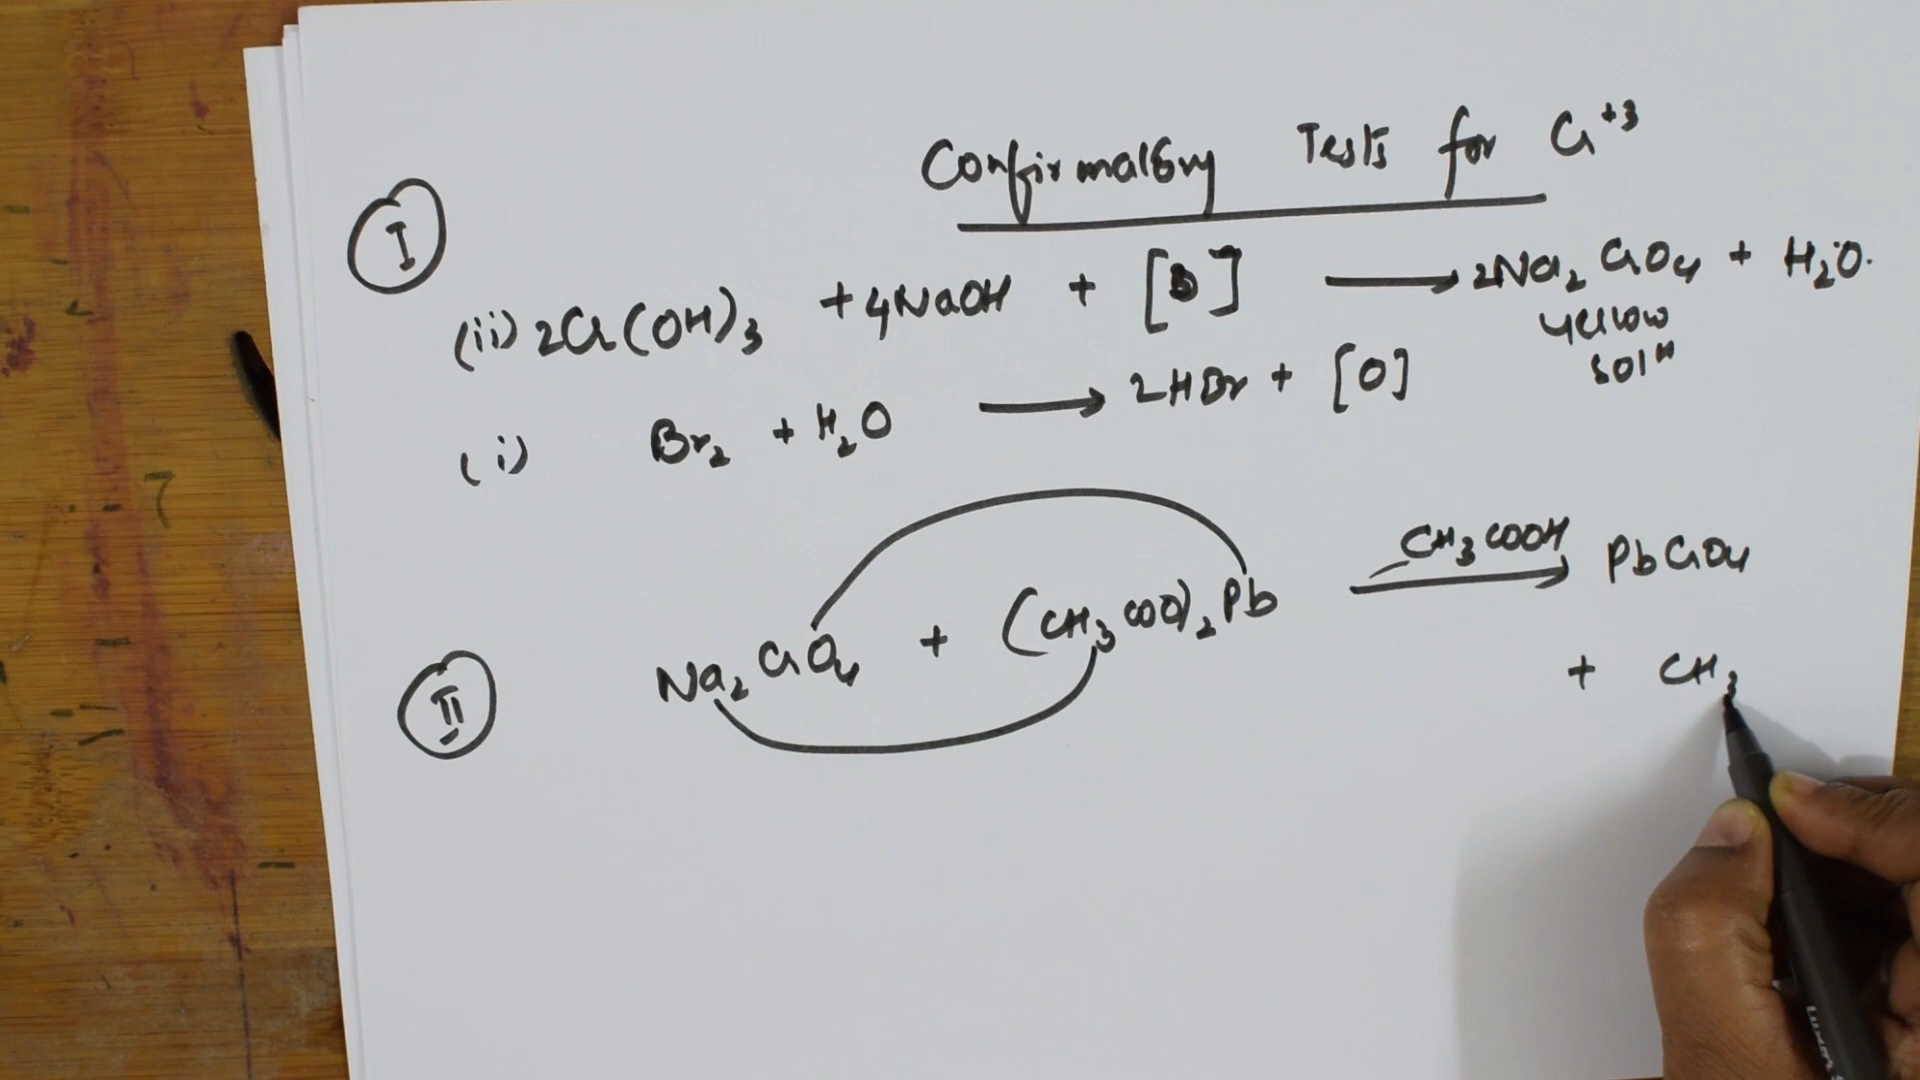 Confirmatory Tests for Cr⁺³
I
(ii) 2Cr(OH)₃ + 4NaOH + [O] ⟶ 2Na₂CrO₄ + H₂O.
yellow
solⁿ
(i) Br₂ + H₂O ⟶ 2HBr + [O]
CH₃COOH
II
Na₂CrO₄ + (CH₃COO)₂Pb ⟶ PbCrO₄
+ CH₃